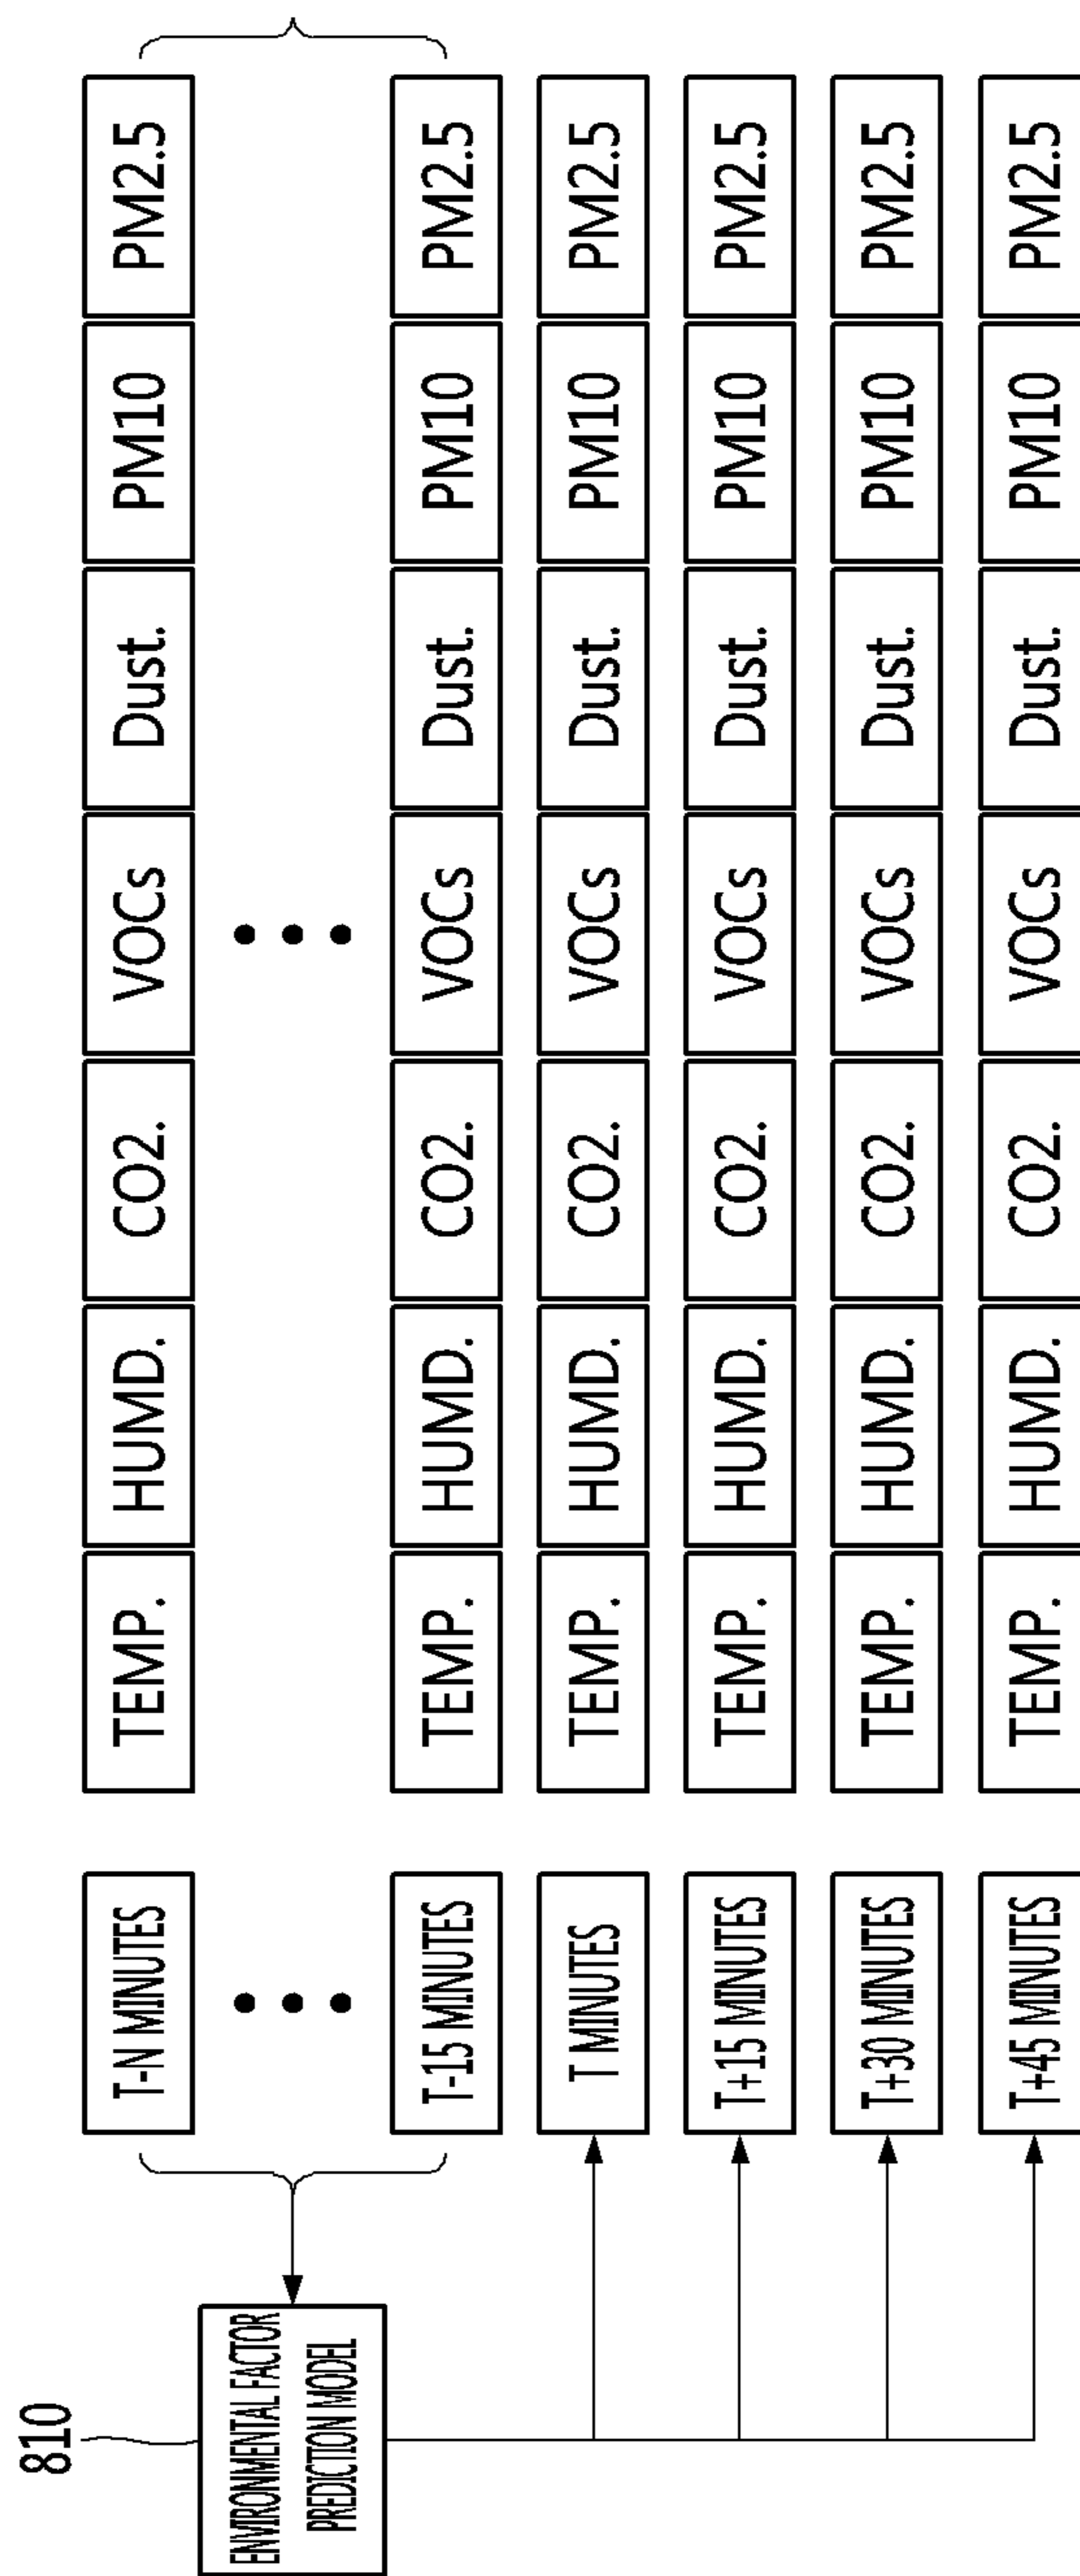 810
ENVIRONMENTAL FACTOR
PREDICTION MODEL
T-N MINUTES
TEMP.
HUMD.
CO2.
VOCs
Dust.
PM10
PM2.5
T-15 MINUTES
TEMP.
HUMD.
CO2.
VOCs
Dust.
PM10
PM2.5
T MINUTES
TEMP.
HUMD.
CO2.
VOCs
Dust.
PM10
PM2.5
T+15 MINUTES
TEMP.
HUMD.
CO2.
VOCs
Dust.
PM10
PM2.5
T+30 MINUTES
TEMP.
HUMD.
CO2.
VOCs
Dust.
PM10
PM2.5
T+45 MINUTES
TEMP.
HUMD.
CO2.
VOCs
Dust.
PM10
PM2.5